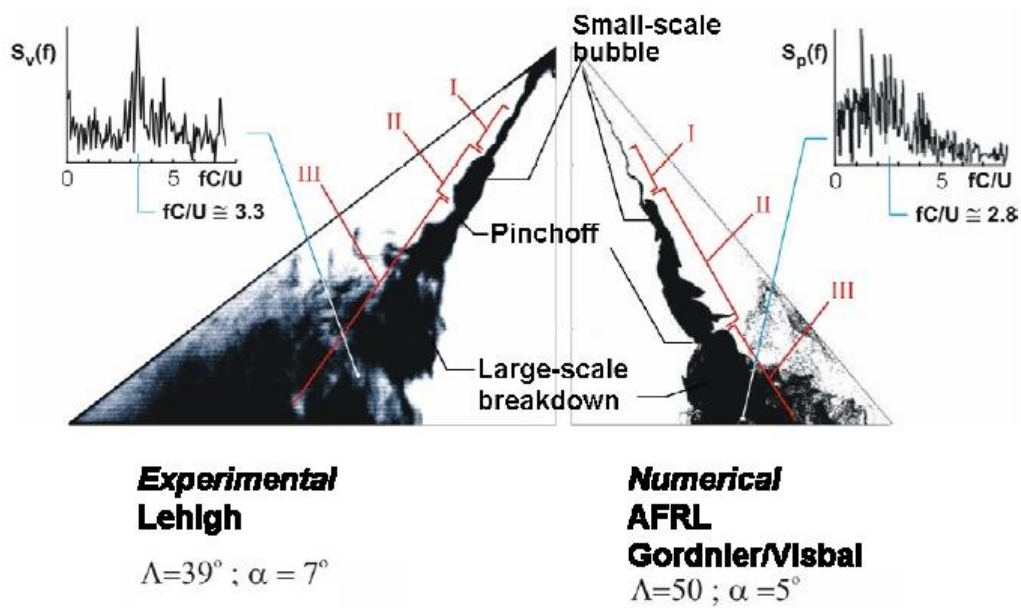 Small-scale
bubble
Sv(f)
0 5 fC/U
fC/U ≅ 3.3
I
II
III
Pinchoff
Large-scale
breakdown
Sp(f)
0 5 fC/U
fC/U ≅ 2.8
I
II
III
Experimental
Lehigh
Λ=39° ; α = 7°
Numerical
AFRL
Gordnier/Visbal
Λ=50 ; α =5°